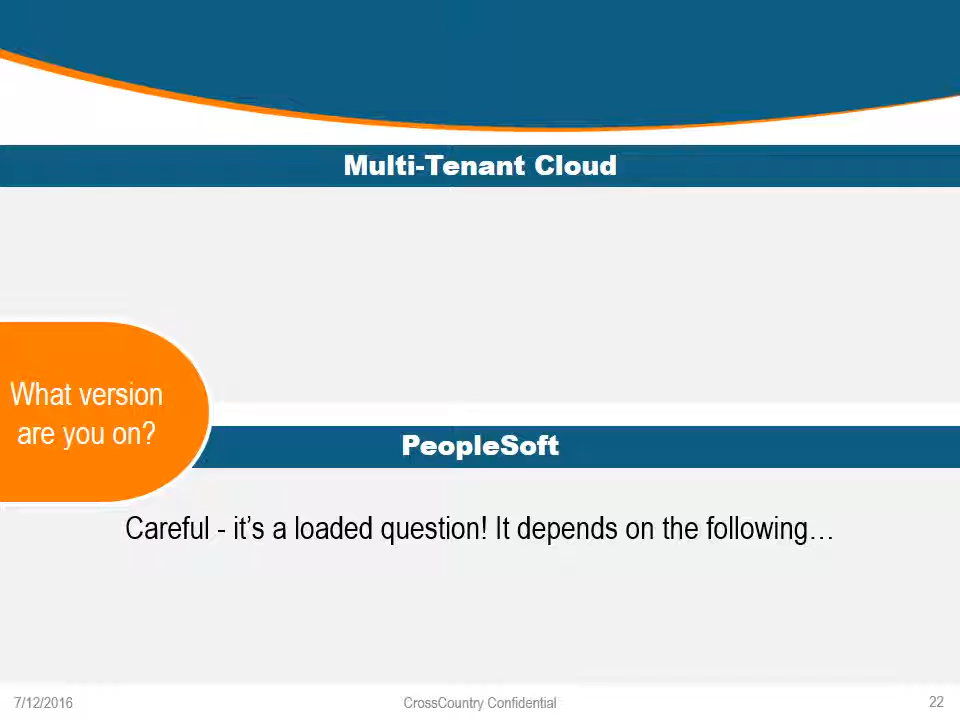 Multi-Tenant Cloud
What version
are you on?
PeopleSoft
Careful - it's a loaded question! It depends on the following…
7/12/2016
CrossCountry Confidential
22